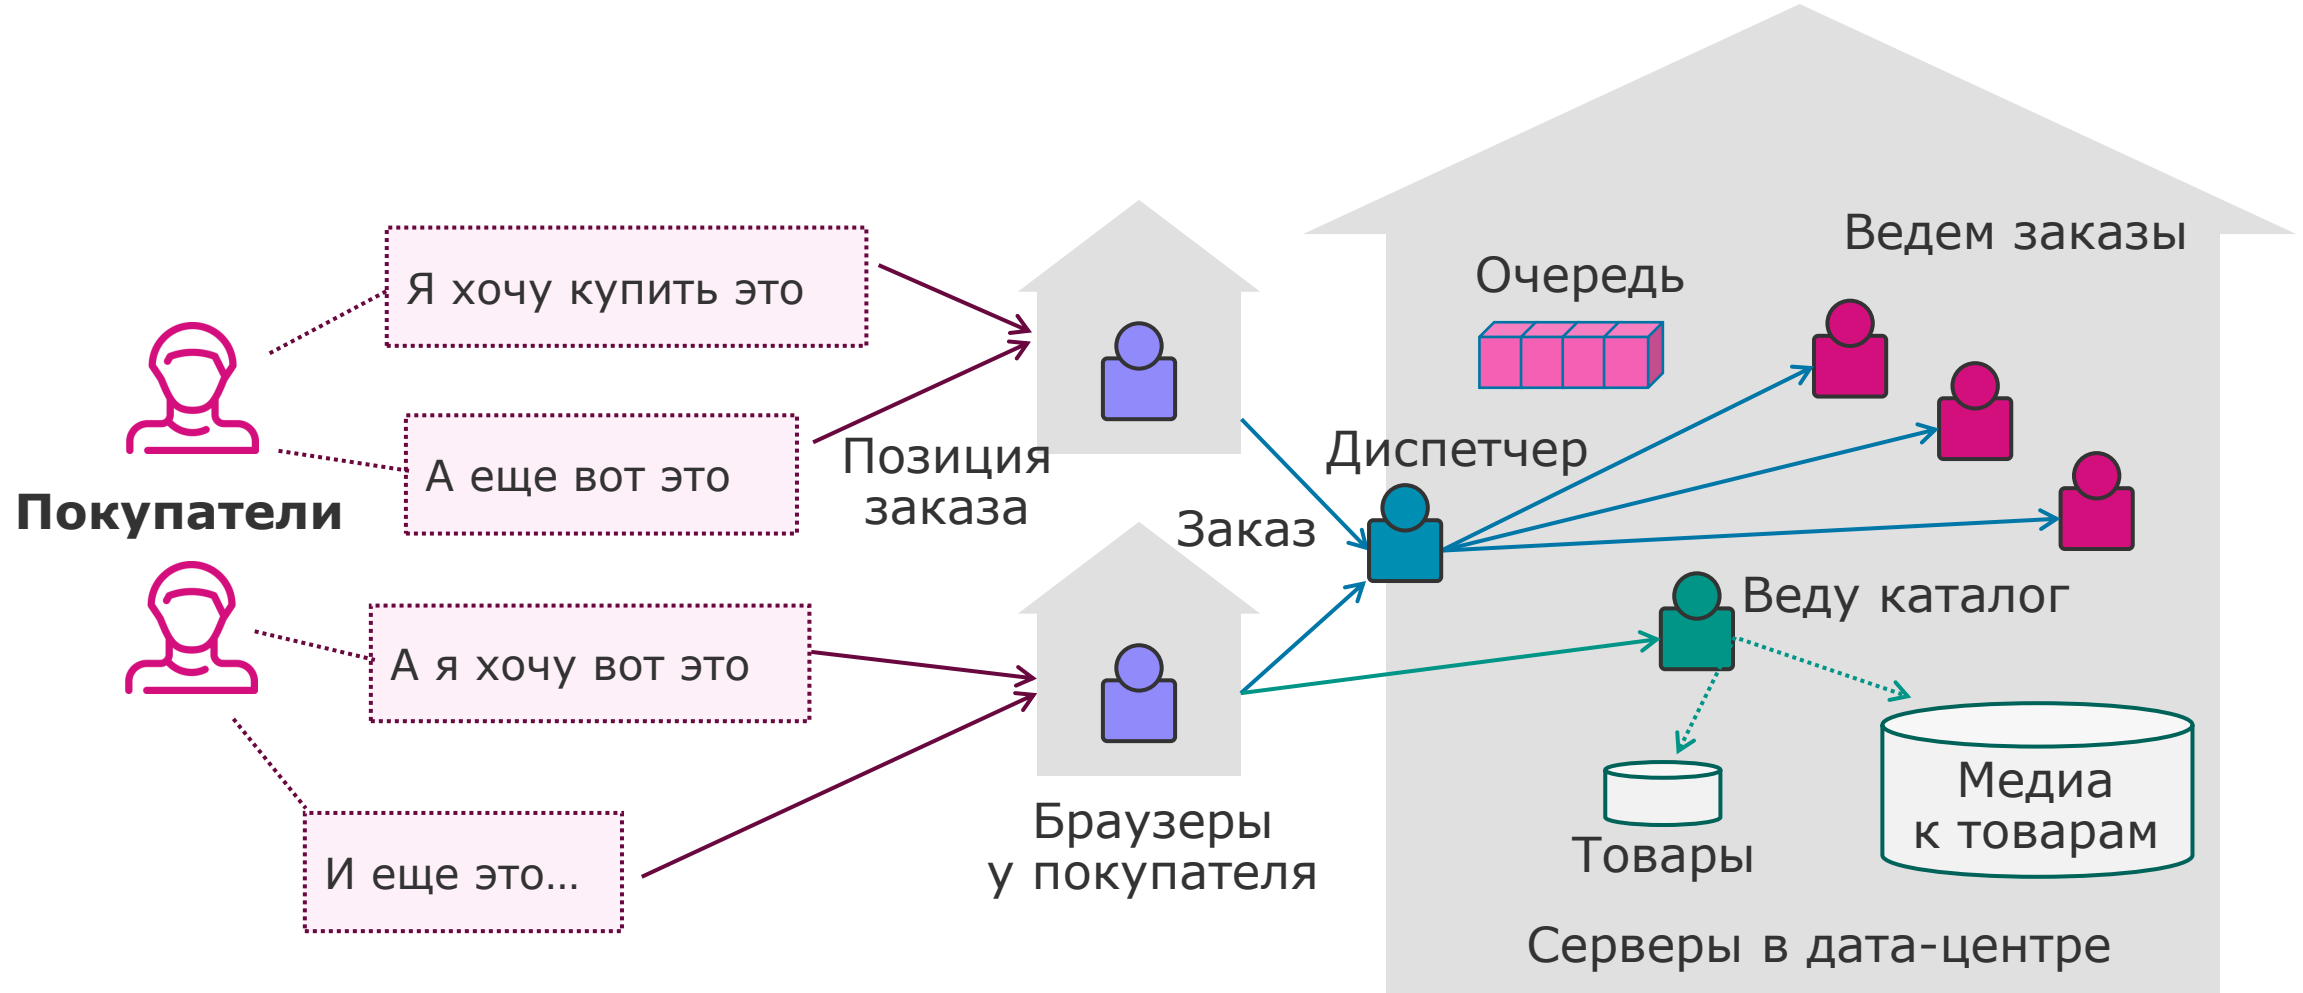 Я хочу купить это
А еще вот это
Покупатели
А я хочу вот это
И еще это...
Позиция
заказа
Заказ
Браузеры
у покупателя
Очередь
Ведем заказы
Диспетчер
Веду каталог
Товары
Медиа
к товарам
Серверы в дата-центре